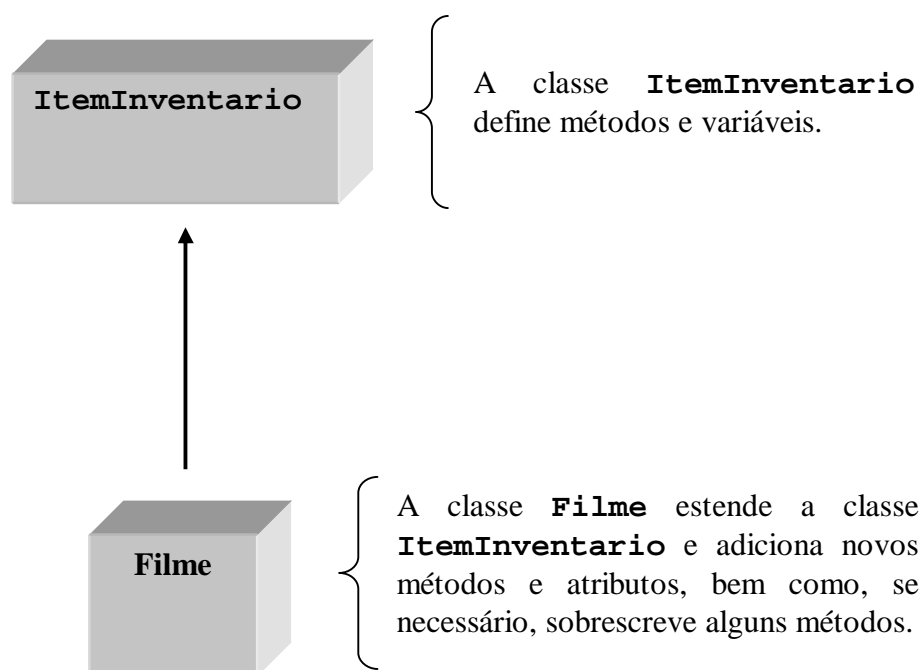 ItemInventario
A classe ItemInventario
define métodos e variáveis.
Filme
A classe Filme estende a classe
ItemInventario e adiciona novos
métodos e atributos, bem como, se
necessário, sobrescreve alguns métodos.